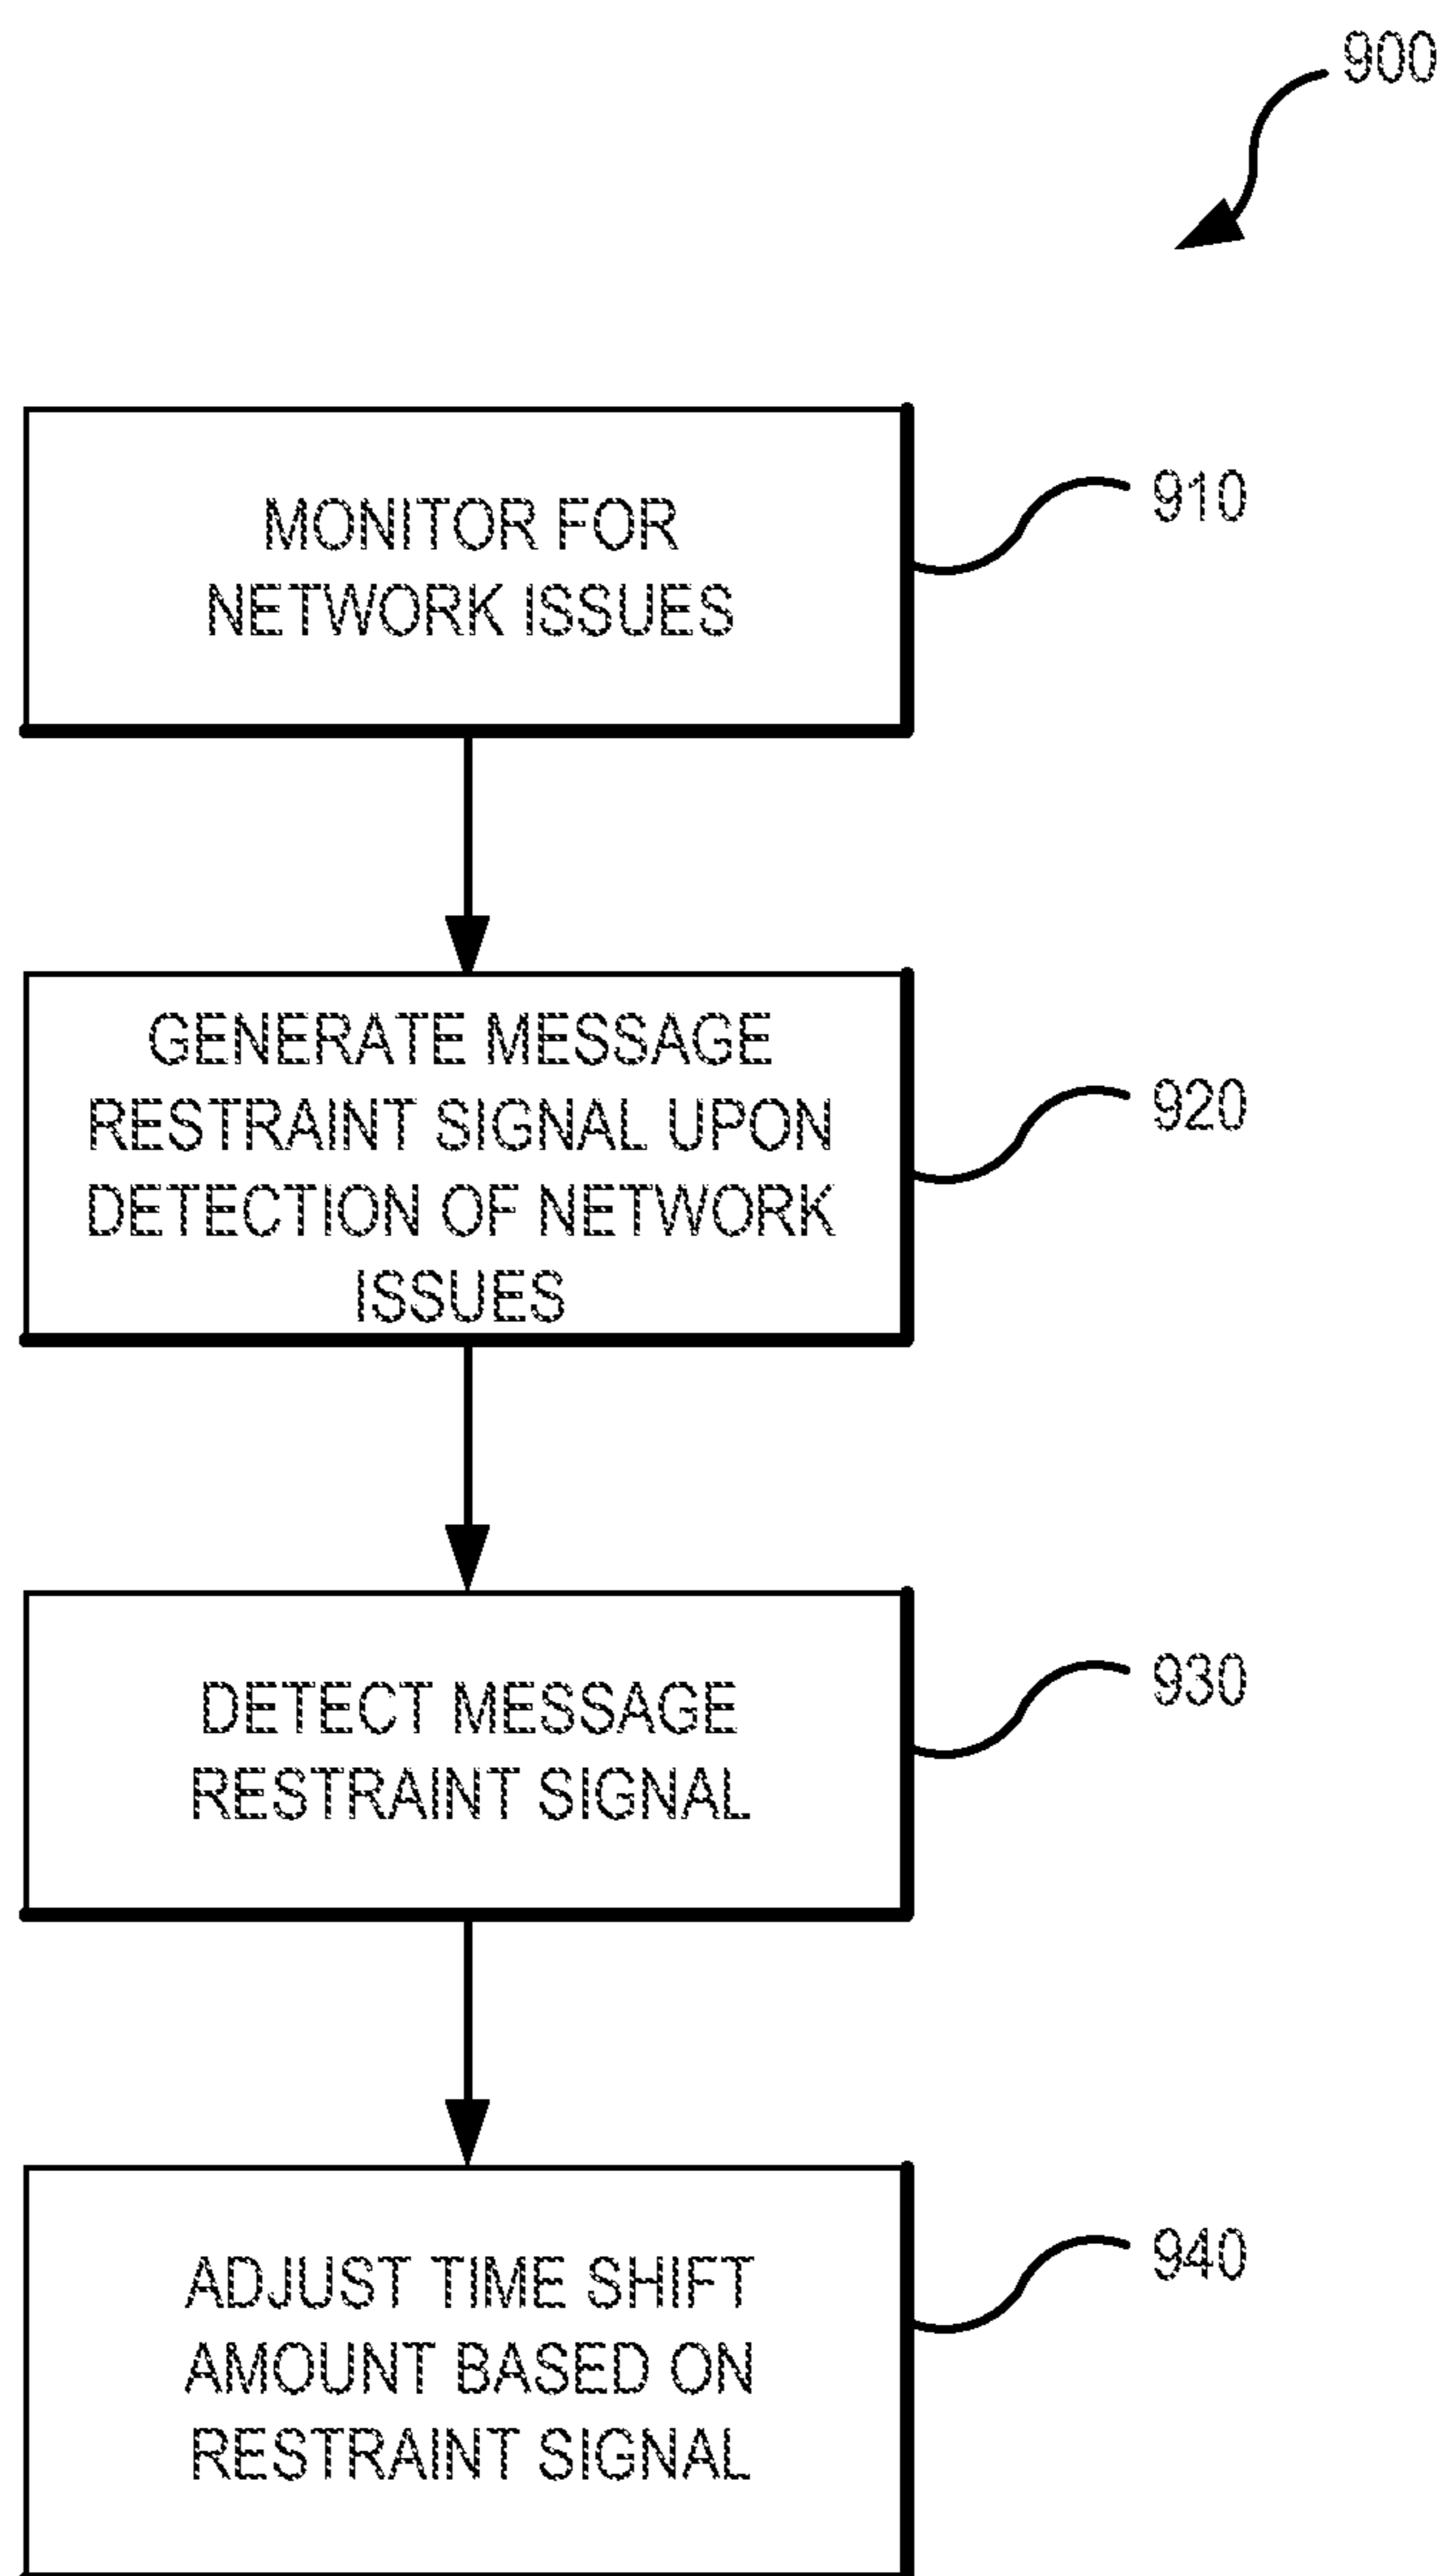 900
MONITOR FOR
NETWORK ISSUES
910
GENERATE MESSAGE
RESTRAINT SIGNAL UPON
DETECTION OF NETWORK
ISSUES
920
DETECT MESSAGE
RESTRAINT SIGNAL
930
ADJUST TIME SHIFT
AMOUNT BASED ON
RESTRAINT SIGNAL
940